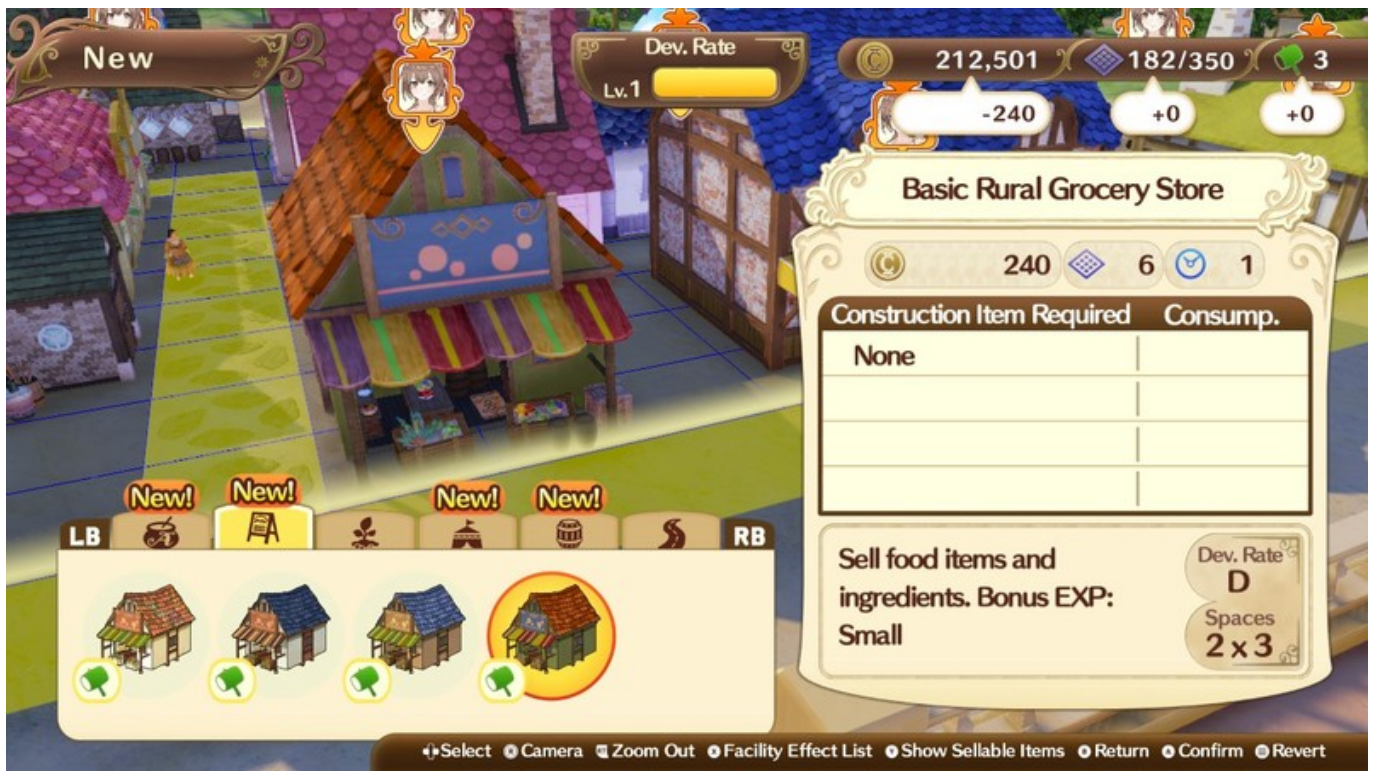 New
Dev. Rate
Lv.1
212,501 182/350 3
-240 +0 +0
Basic Rural Grocery Store
240 6 1
Construction Item Required Consump.
None
New! New! New! New!
LB RB
Sell food items and
ingredients. Bonus EXP:
Small
Dev. Rate
D
Spaces
2 x 3
Select Camera Zoom Out Facility Effect List Show Sellable Items Return Confirm Revert